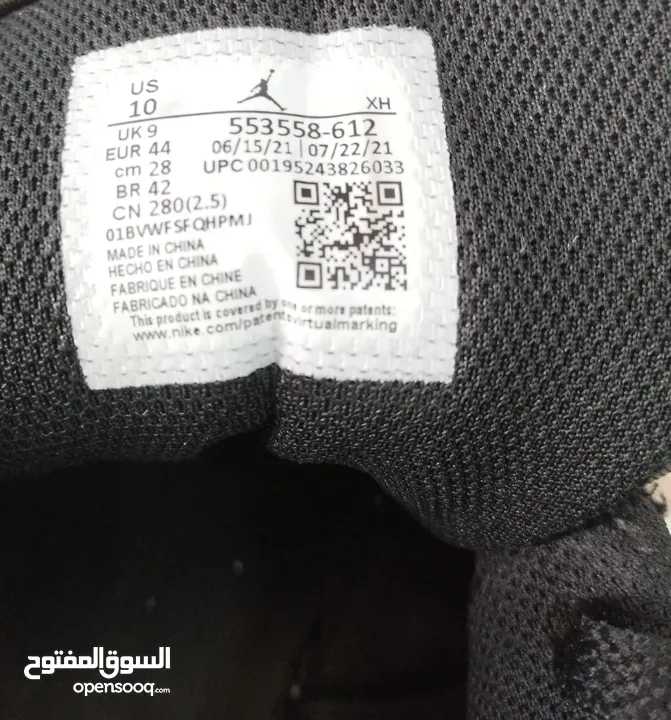 US
10
XH
UK 9
553558-612
EUR 44
06/15/21 | 07/22/21
cm 28
UPC 00195243826033
BR 42
CN 280(2.5)
01BVWFSFQHPMJ
MADE IN CHINA
HECHO EN CHINA
FABRIQUE EN CHINE
FABRICADO NA CHINA
This product is covered by one or more patents:
www.nike.com/patentsvirtualmarking
السوق المفتوح
opensooq.com